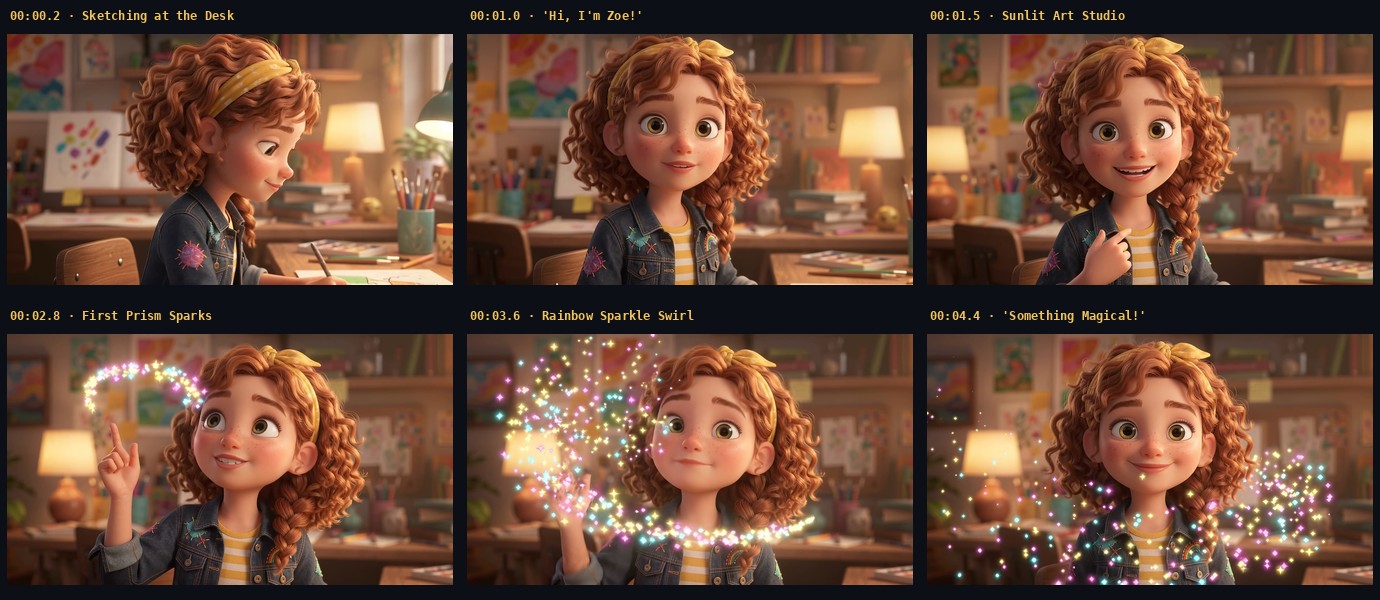 00:00.2 · Sketching at the Desk
00:01.0 · 'Hi, I'm Zoe!'
00:01.5 · Sunlit Art Studio
00:02.8 · First Prism Sparks
00:03.6 · Rainbow Sparkle Swirl
00:04.4 · 'Something Magical!'